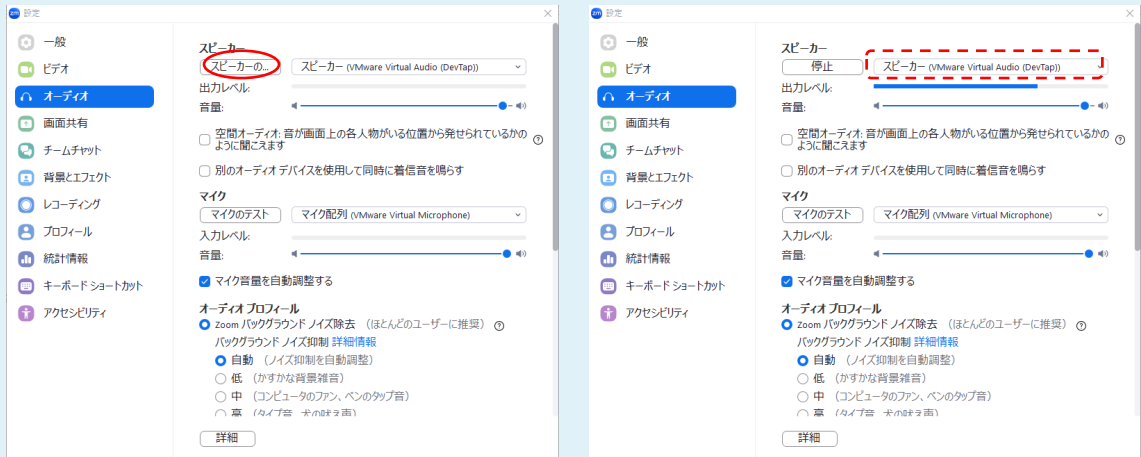 zm 設定
一般
ビデオ
オーディオ
画面共有
チームチャット
背景とエフェクト
レコーディング
プロフィール
統計情報
キーボード ショートカット
アクセシビリティ
スピーカー
スピーカーの... スピーカー (VMware Virtual Audio (DevTap))
出力レベル:
音量:
空間オーディオ: 音が画面上の各人物がいる位置から発せられているかの
ように聞こえます
別のオーディオ デバイスを使用して同時に着信音を鳴らす
マイク
マイクのテスト マイク配列 (VMware Virtual Microphone)
入力レベル:
音量:
マイク音量を自動調整する
オーディオ プロフィール
Zoom バックグラウンド ノイズ除去 (ほとんどのユーザーに推奨)
バックグラウンド ノイズ抑制 詳細情報
自動 (ノイズ抑制を自動調整)
低 (かすかな背景雑音)
中 (コンピュータのファン、ペンのタップ音)
高 (タイプ音、犬の吠え声)
詳細
zm 設定
一般
ビデオ
オーディオ
画面共有
チームチャット
背景とエフェクト
レコーディング
プロフィール
統計情報
キーボード ショートカット
アクセシビリティ
スピーカー
停止 スピーカー (VMware Virtual Audio (DevTap))
出力レベル:
音量:
空間オーディオ: 音が画面上の各人物がいる位置から発せられているかの
ように聞こえます
別のオーディオ デバイスを使用して同時に着信音を鳴らす
マイク
マイクのテスト マイク配列 (VMware Virtual Microphone)
入力レベル:
音量:
マイク音量を自動調整する
オーディオ プロフィール
Zoom バックグラウンド ノイズ除去 (ほとんどのユーザーに推奨)
バックグラウンド ノイズ抑制 詳細情報
自動 (ノイズ抑制を自動調整)
低 (かすかな背景雑音)
中 (コンピュータのファン、ペンのタップ音)
高 (タイプ音、犬の吠え声)
詳細